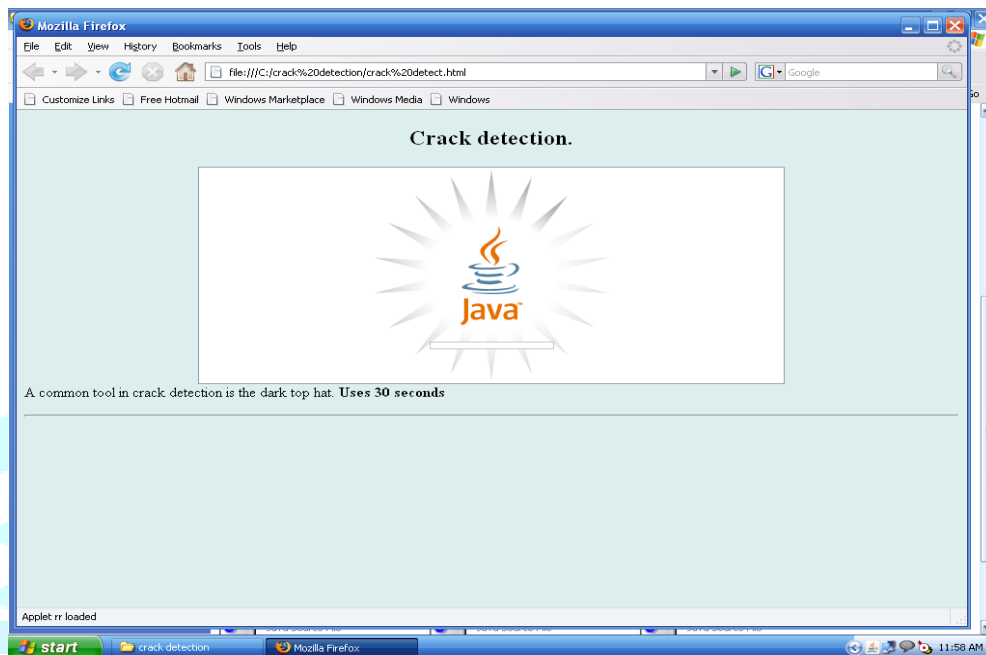 Mozilla Firefox
File Edit View History Bookmarks Tools Help
file:///C:/crack%20detection/crack%20detect.html
G Google
Customize Links Free Hotmail Windows Marketplace Windows Media Windows
Crack detection.
Java™
A common tool in crack detection is the dark top hat. Uses 30 seconds
Applet rr loaded
start crack detection Mozilla Firefox 11:58 AM